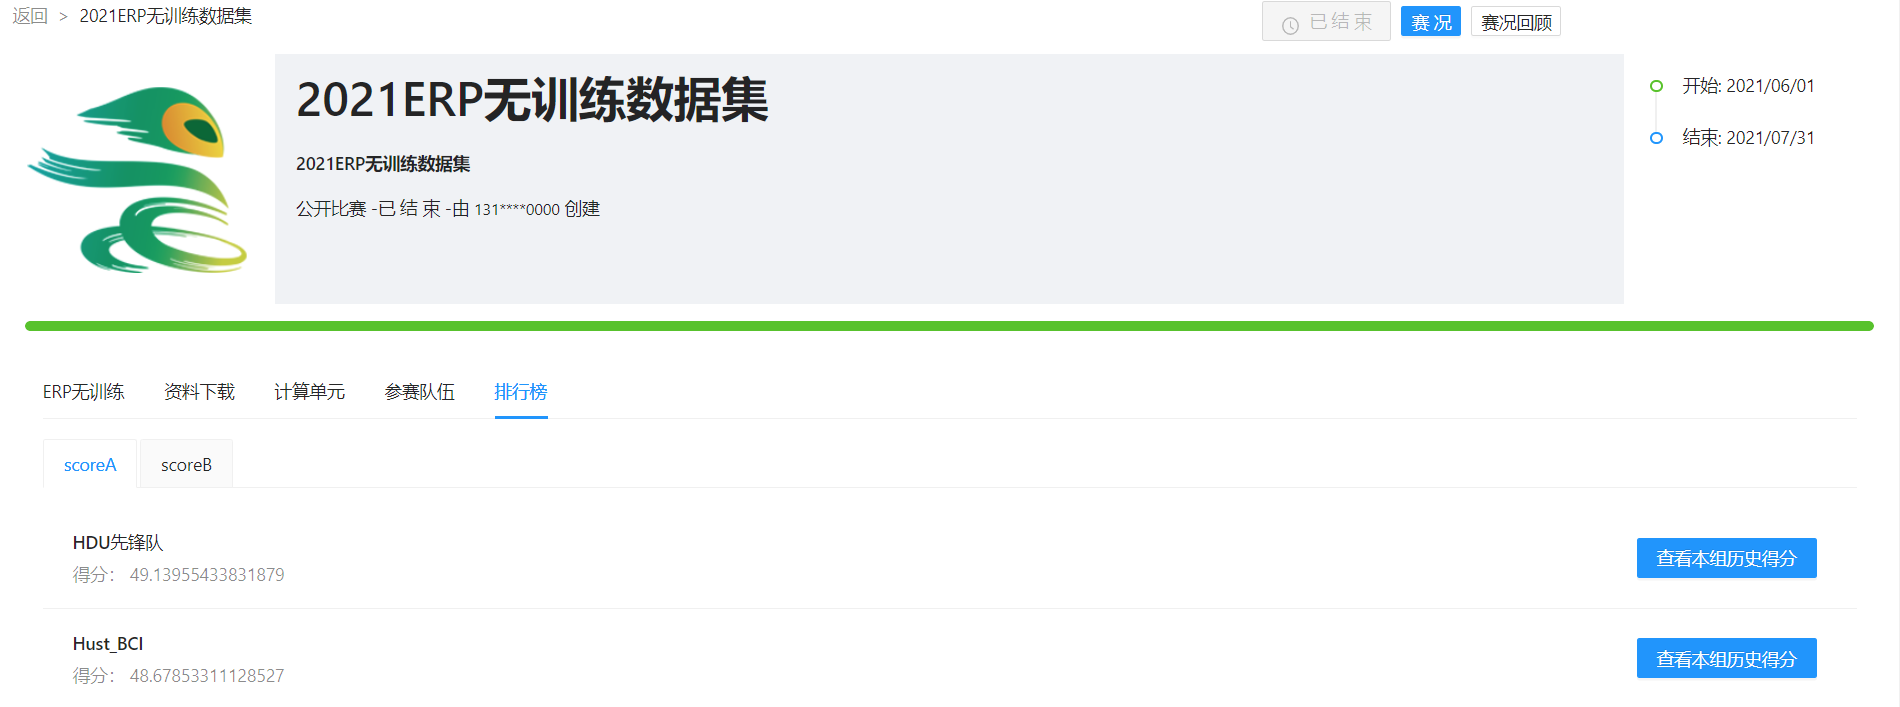 返回 > 2021ERP无训练数据集
已结束 赛况 赛况回顾
2021ERP无训练数据集
2021ERP无训练数据集
公开比赛 -已 结 束 -由 131****0000 创建
开始: 2021/06/01
结束: 2021/07/31
ERP无训练 资料下载 计算单元 参赛队伍 排行榜
scoreA scoreB
HDU先锋队
得分： 49.13955433831879
查看本组历史得分
Hust_BCI
得分： 48.67853311128527
查看本组历史得分